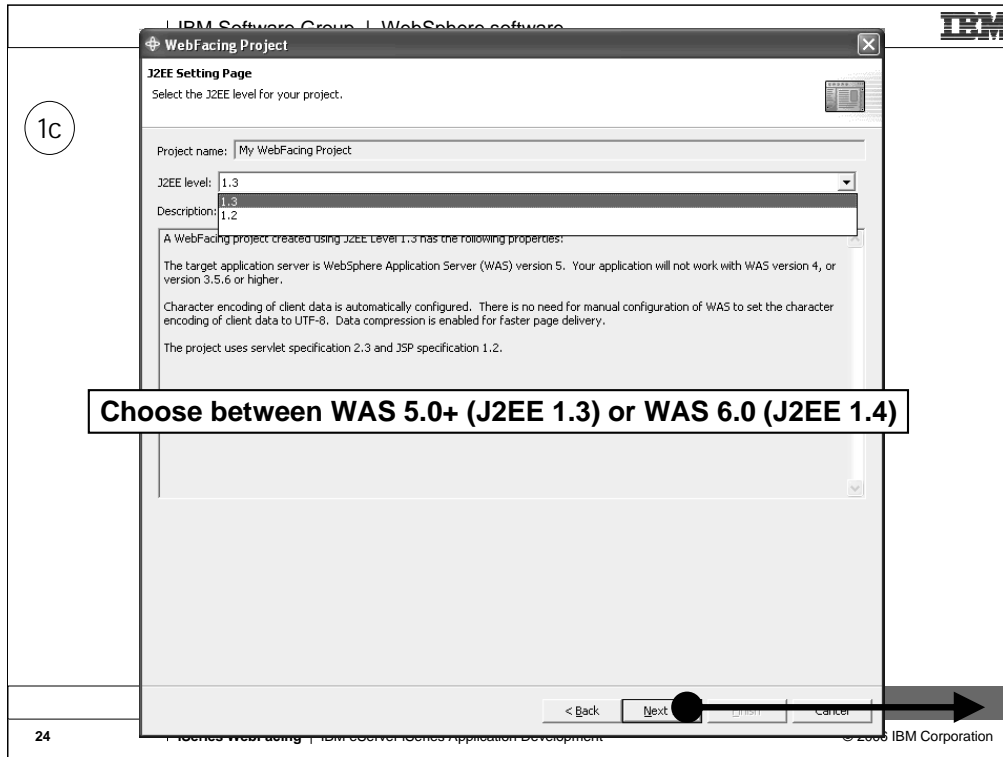 IBM Software Group | WebSphere software
IBM
WebFacing Project
J2EE Setting Page
Select the J2EE level for your project.
1c
Project name: My WebFacing Project
J2EE level: 1.3
1.3
Description:
1.2
A WebFacing project created using J2EE Level 1.3 has the following properties:
The target application server is WebSphere Application Server (WAS) version 5. Your application will not work with WAS version 4, or
version 3.5.6 or higher.
Character encoding of client data is automatically configured. There is no need for manual configuration of WAS to set the character
encoding of client data to UTF-8. Data compression is enabled for faster page delivery.
The project uses servlet specification 2.3 and JSP specification 1.2.
Choose between WAS 5.0+ (J2EE 1.3) or WAS 6.0 (J2EE 1.4)
< Back Next Finish Cancel
24 iSeries WebFacing | IBM eServer iSeries Application Development © 2006 IBM Corporation